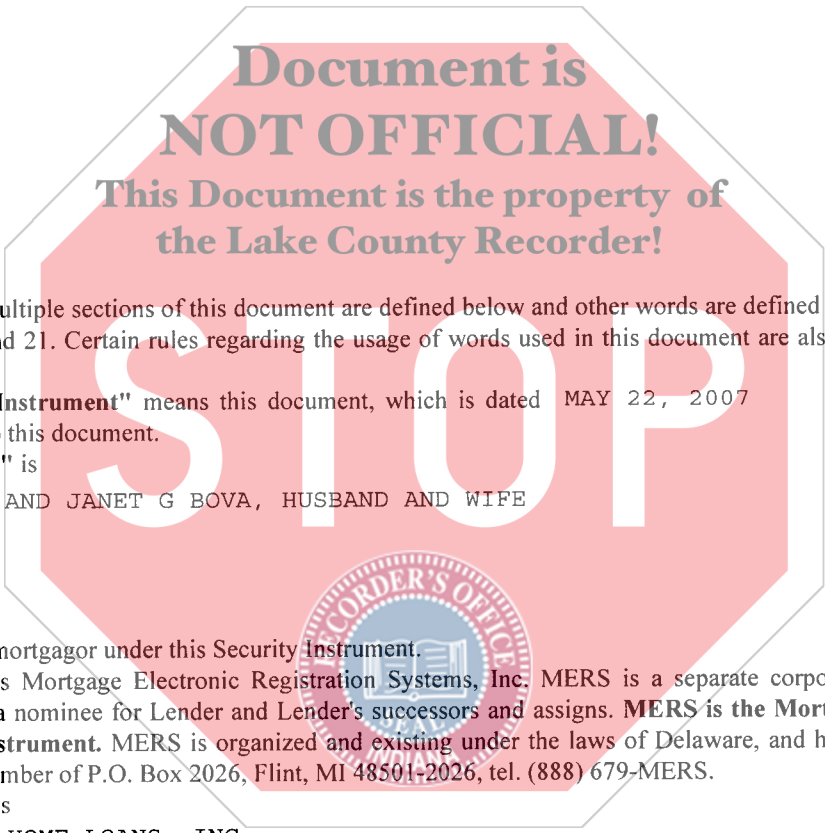 Document is
NOT OFFICIAL!
This Document is the property of
the Lake County Recorder!
ultiple sections of this document are defined below and other words are defined
d 21. Certain rules regarding the usage of words used in this document are als
Instrument" means this document, which is dated MAY 22, 2007
this document.
" is
AND JANET G BOVA, HUSBAND AND WIFE
STOP
RECORDER'S OFFICE
SEAL
INDIANA
mortgagor under this Security Instrument.
s Mortgage Electronic Registration Systems, Inc. MERS is a separate corpo
a nominee for Lender and Lender's successors and assigns. MERS is the Mort
strument. MERS is organized and existing under the laws of Delaware, and h
mber of P.O. Box 2026, Flint, MI 48501-2026, tel. (888) 679-MERS.
s
HOME LOANS, INC